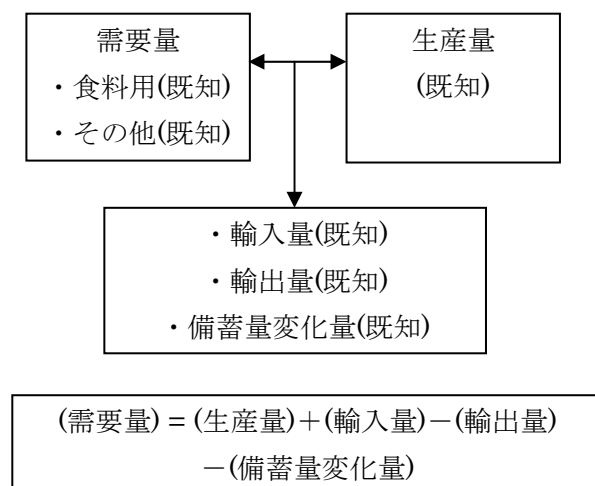 需要量
・食料用(既知)
・その他(既知)
生産量
(既知)
・輸入量(既知)
・輸出量(既知)
・備蓄量変化量(既知)
(需要量) = (生産量)＋(輸入量)－(輸出量)
－(備蓄量変化量)